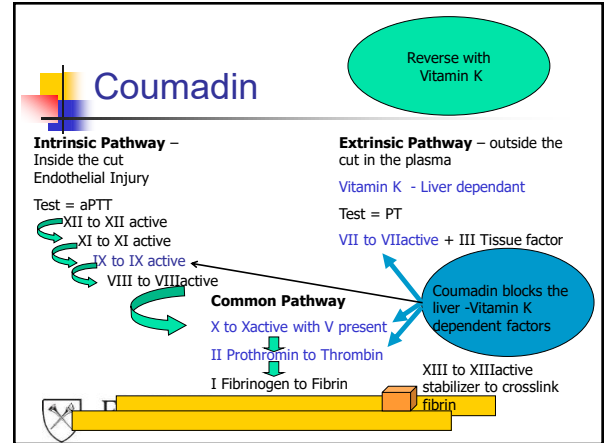 Reverse with
Vitamin K
Coumadin
Intrinsic Pathway –
Inside the cut
Endothelial Injury
Test = aPTT
XII to XII active
XI to XI active
IX to IX active
VIII to VIIIactive
Extrinsic Pathway – outside the
cut in the plasma
Vitamin K - Liver dependant
Test = PT
VII to VIIactive + III Tissue factor
Coumadin blocks the
liver -Vitamin K
dependent factors
Common Pathway
X to Xactive with V present
II Prothromin to Thrombin
I Fibrinogen to Fibrin
XIII to XIIIactive
stabilizer to crosslink
fibrin